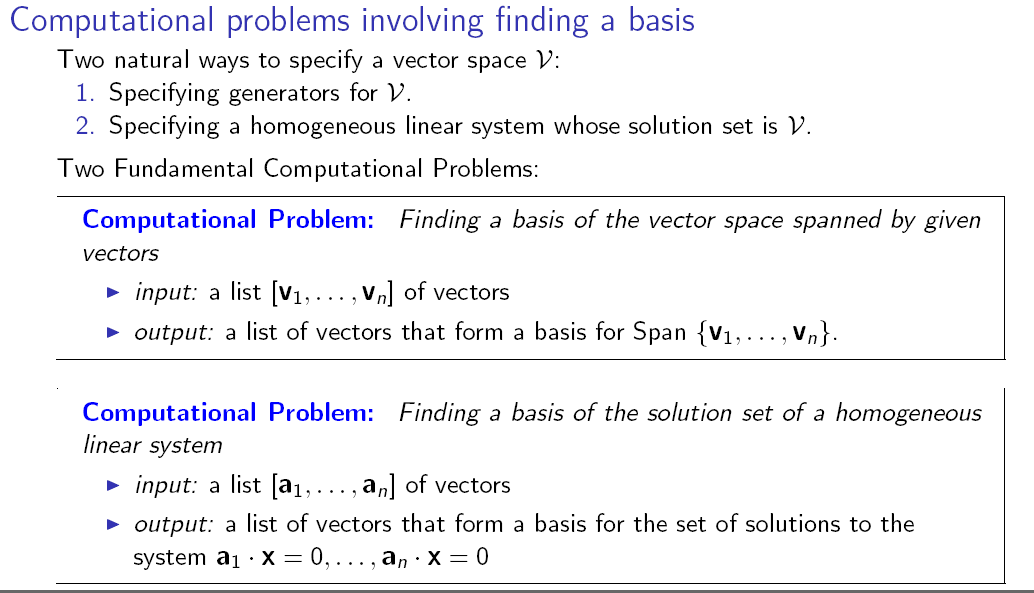 Computational problems involving finding a basis
Two natural ways to specify a vector space 𝒱:
1. Specifying generators for 𝒱.
2. Specifying a homogeneous linear system whose solution set is 𝒱.
Two Fundamental Computational Problems:
Computational Problem: Finding a basis of the vector space spanned by given
vectors
▶ input: a list [v₁, . . . , vₙ] of vectors
▶ output: a list of vectors that form a basis for Span {v₁, . . . , vₙ}.
Computational Problem: Finding a basis of the solution set of a homogeneous
linear system
▶ input: a list [a₁, . . . , aₙ] of vectors
▶ output: a list of vectors that form a basis for the set of solutions to the
system a₁ · x = 0, . . . , aₙ · x = 0